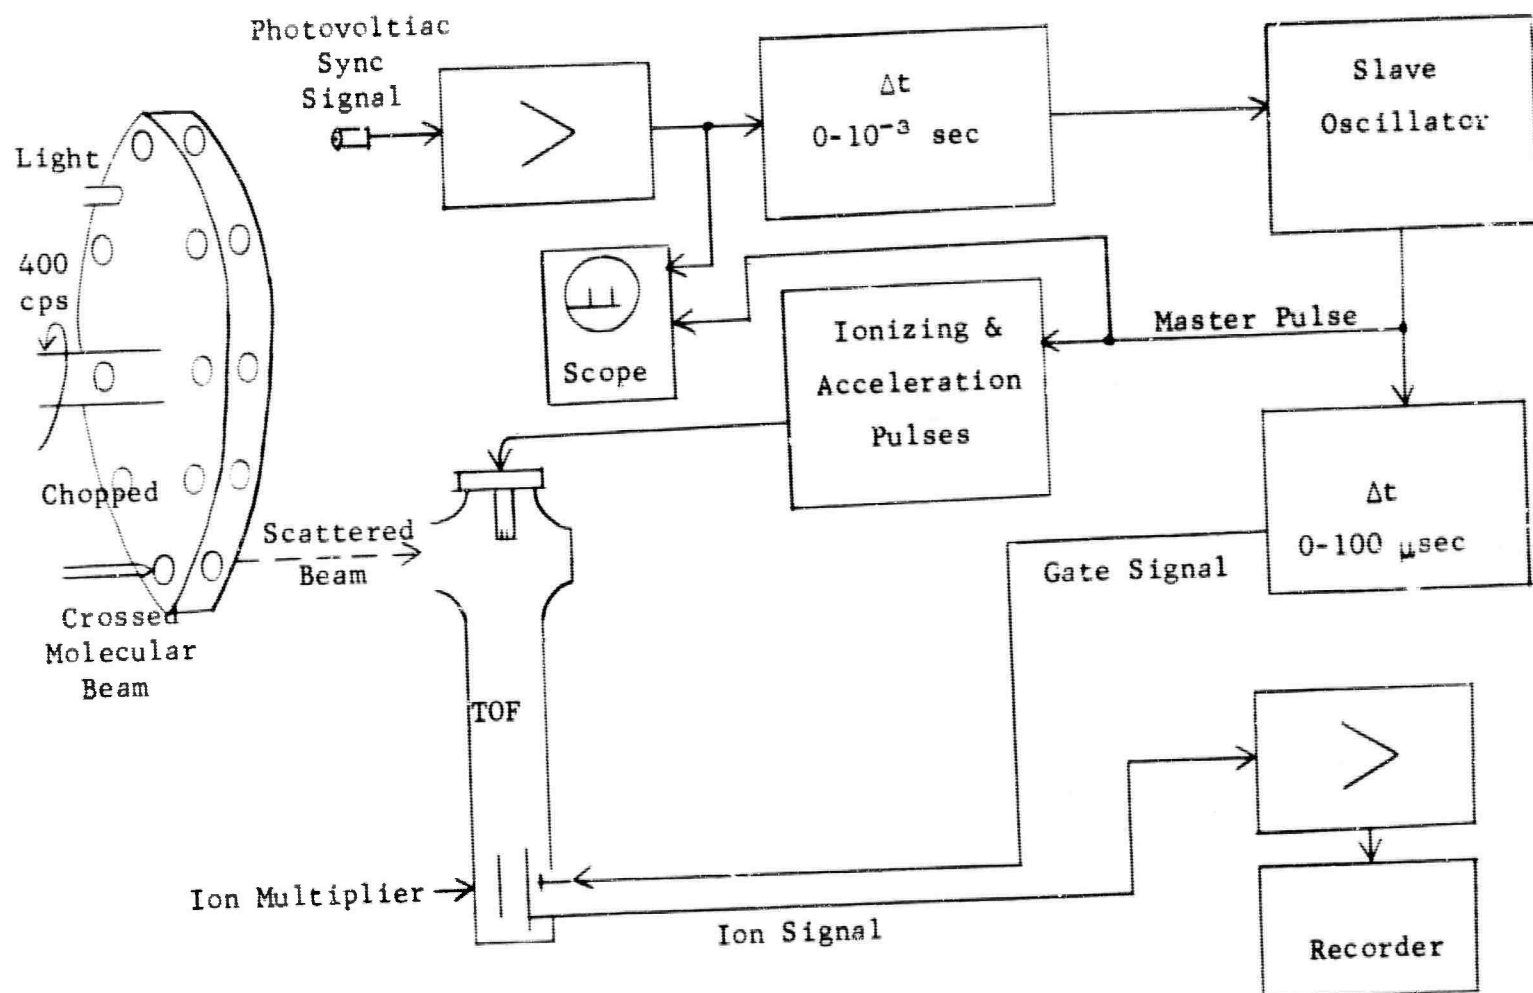 Photovoltiac
Sync
Signal
Δt
0-10⁻³ sec
Slave
Oscillator
Light
400
cps
Scope
Ionizing &
Acceleration
Pulses
Master Pulse
Chopped
Scattered
Beam
Δt
0-100 μsec
Gate Signal
Crossed
Molecular
Beam
TOF
Ion Multiplier
Ion Signal
Recorder